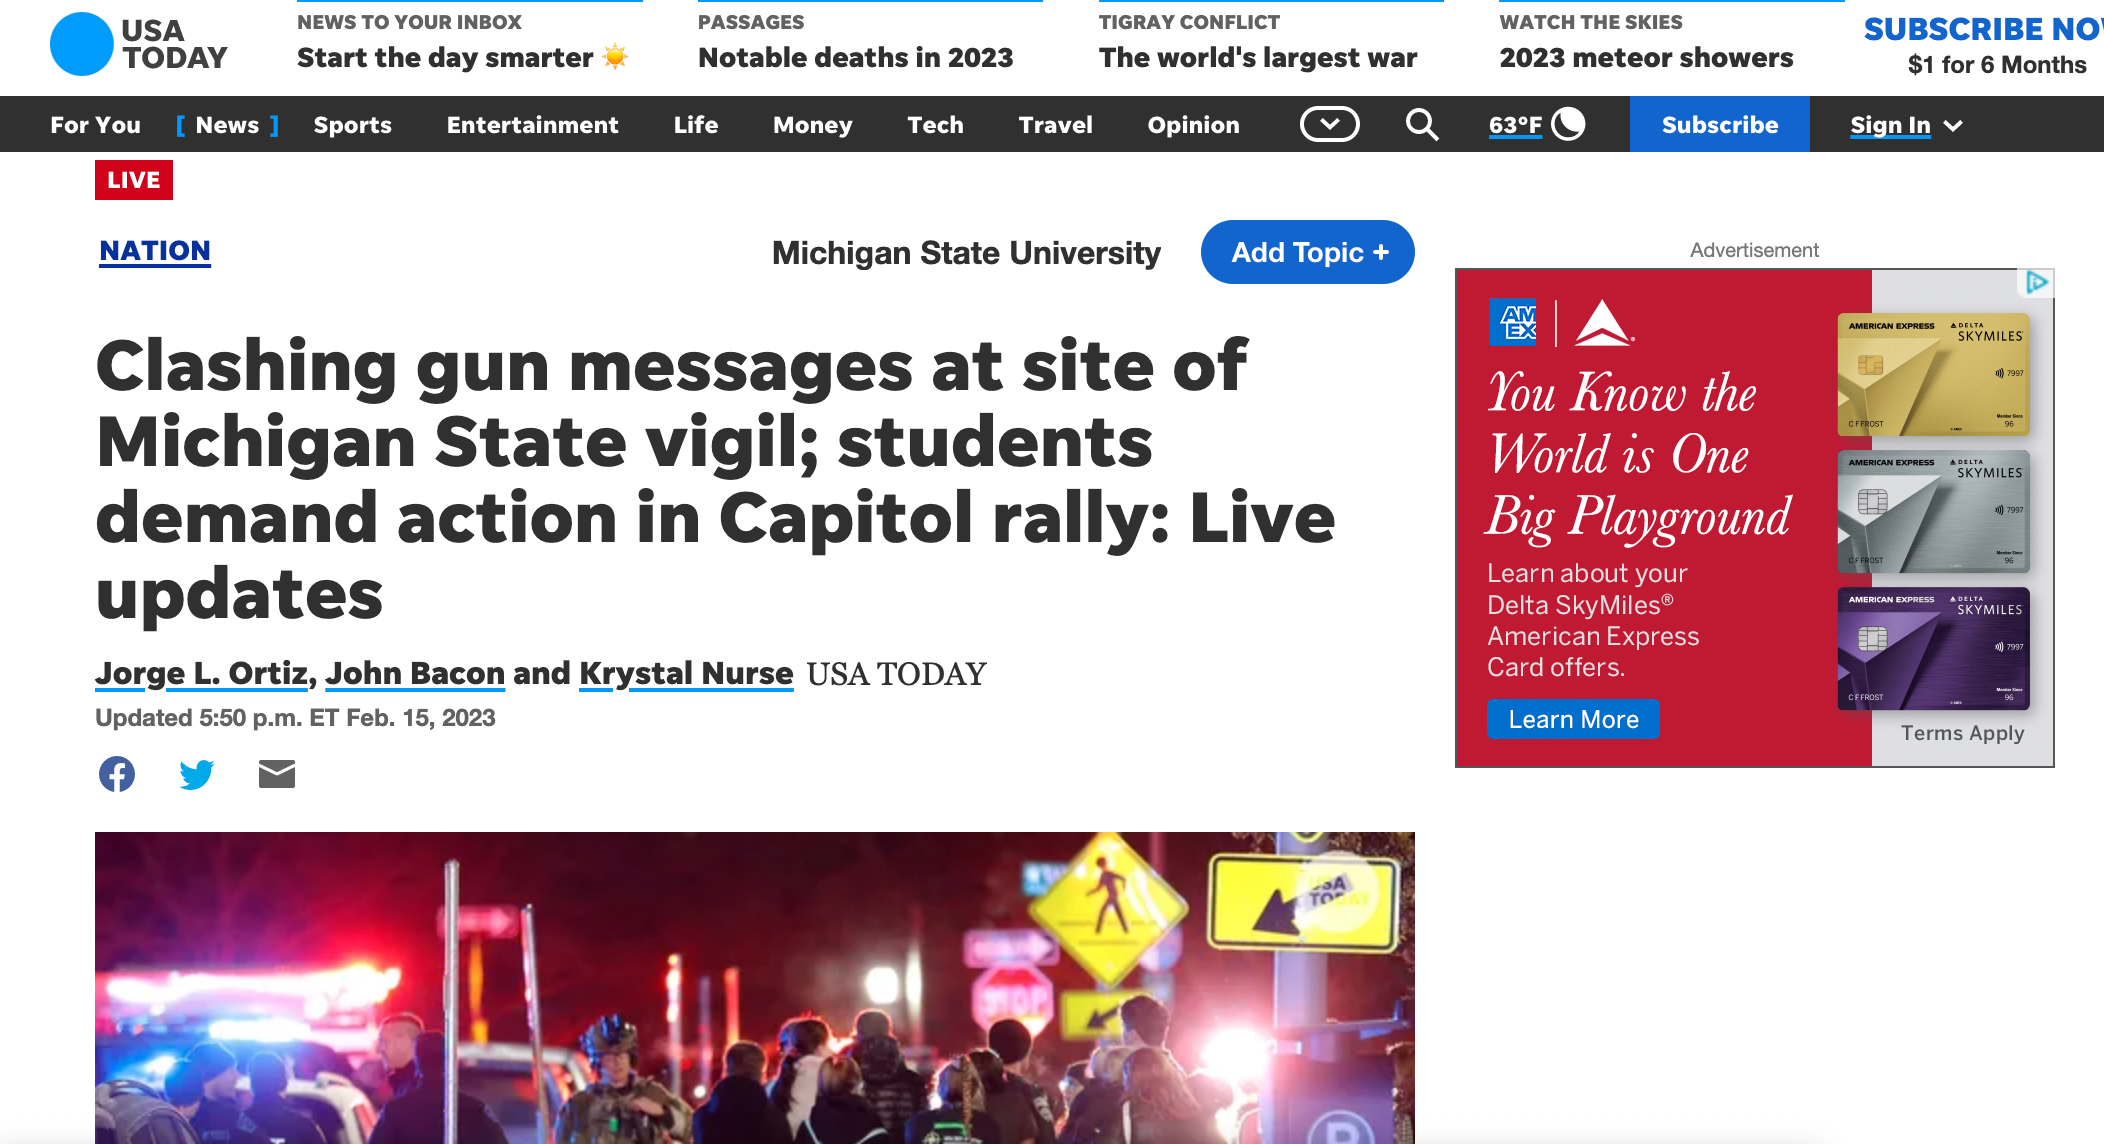 USA
TODAY
NEWS TO YOUR INBOX
Start the day smarter ☀️
PASSAGES
Notable deaths in 2023
TIGRAY CONFLICT
The world's largest war
WATCH THE SKIES
2023 meteor showers
SUBSCRIBE NO
$1 for 6 Months
For You [ News ] Sports Entertainment Life Money Tech Travel Opinion 63°F Subscribe Sign In
LIVE
NATION
Michigan State University
Add Topic +
Clashing gun messages at site of
Michigan State vigil; students
demand action in Capitol rally: Live
updates
Jorge L. Ortiz, John Bacon and Krystal Nurse USA TODAY
Updated 5:50 p.m. ET Feb. 15, 2023
Advertisement
AM
EX
You Know the
World is One
Big Playground
Learn about your
Delta SkyMiles®
American Express
Card offers.
Learn More
AMERICAN EXPRESS DELTA
SKYMILES
7997
Member Since
C F FROST 96
AMERICAN EXPRESS DELTA
SKYMILES
7997
Member Since
C F FROST 96
AMERICAN EXPRESS DELTA
SKYMILES
7997
Member Since
C F FROST 96
Terms Apply
USA
TODAY
STOP
P